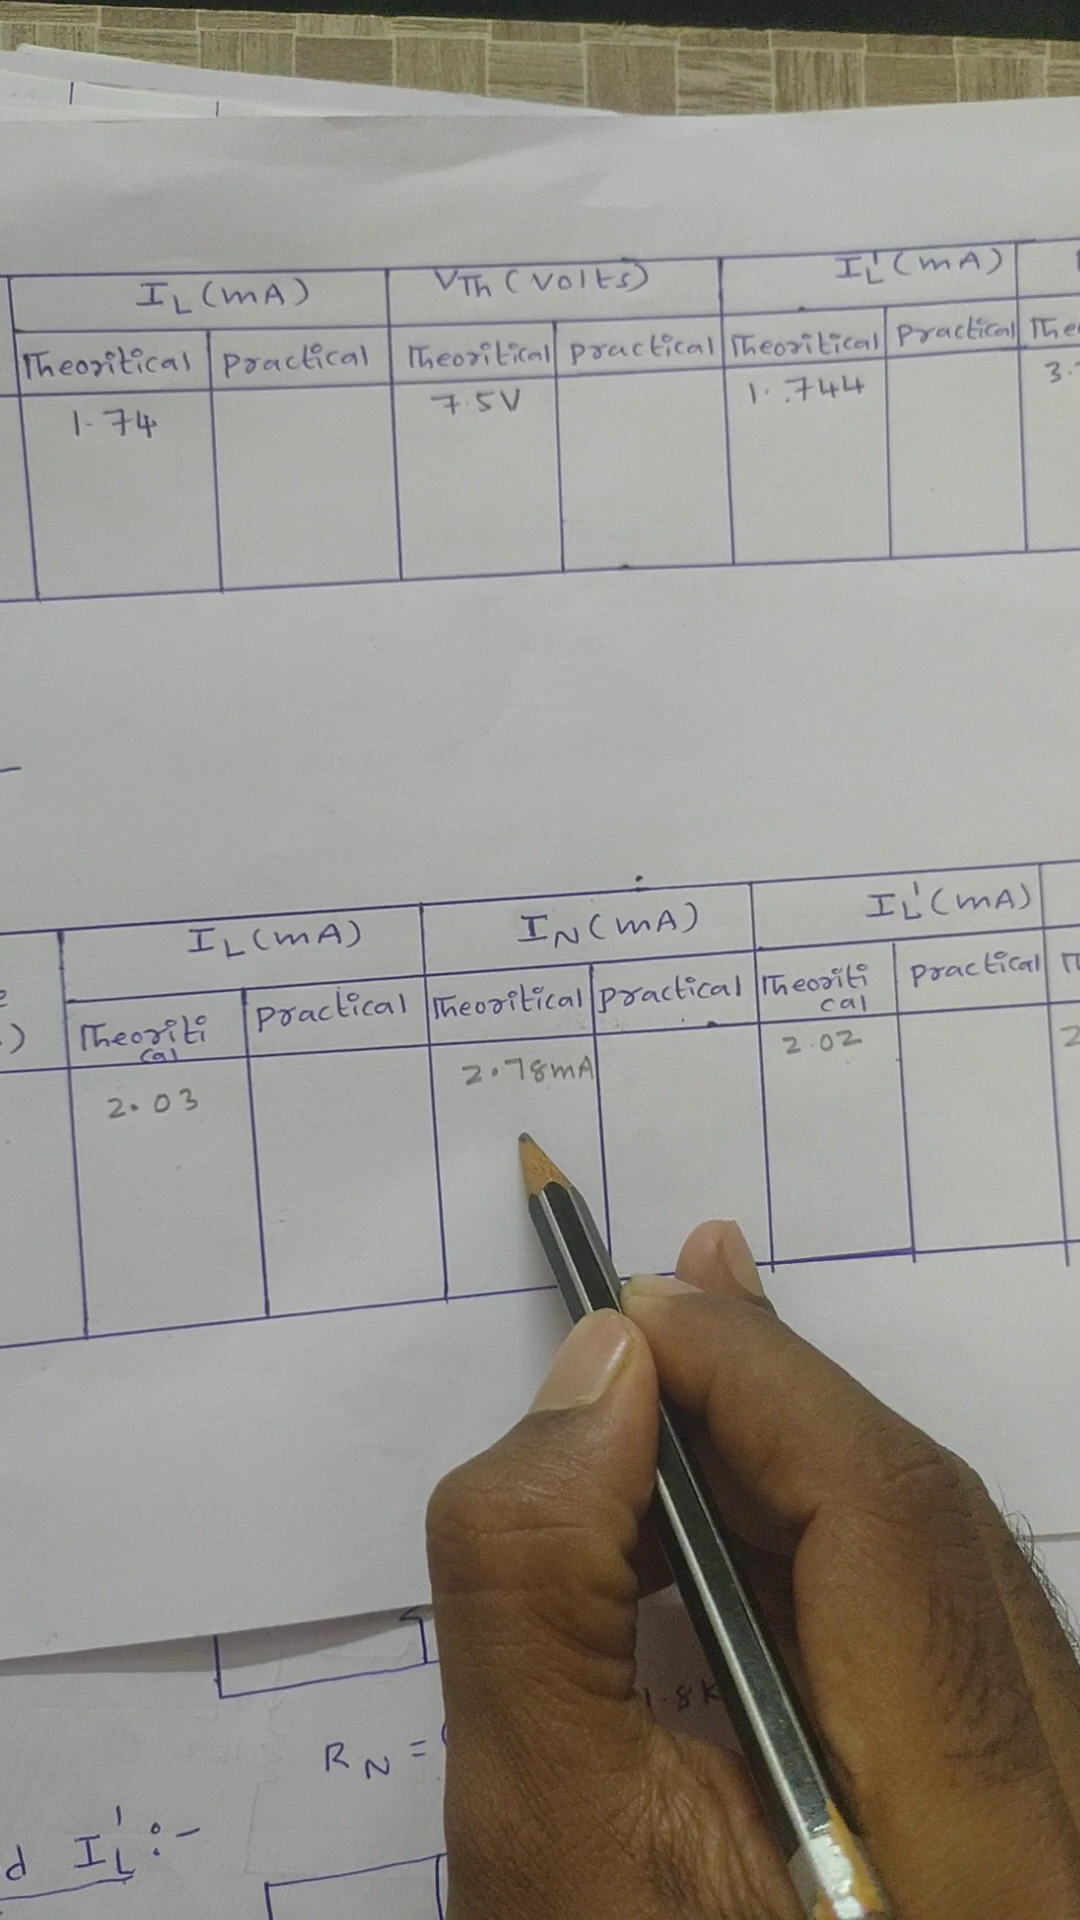 IL (mA) VTh (volts) IL' (mA)
Theoritical practical Theoritical practical Theoritical practical
1.74 7.5V 1.744
IL (mA) IN (mA) IL' (mA)
Theoriti practical Theoritical practical Theoriti practical
cal cal
2.03 2.78mA 2.02
1.8K
RN =
d IL' :-